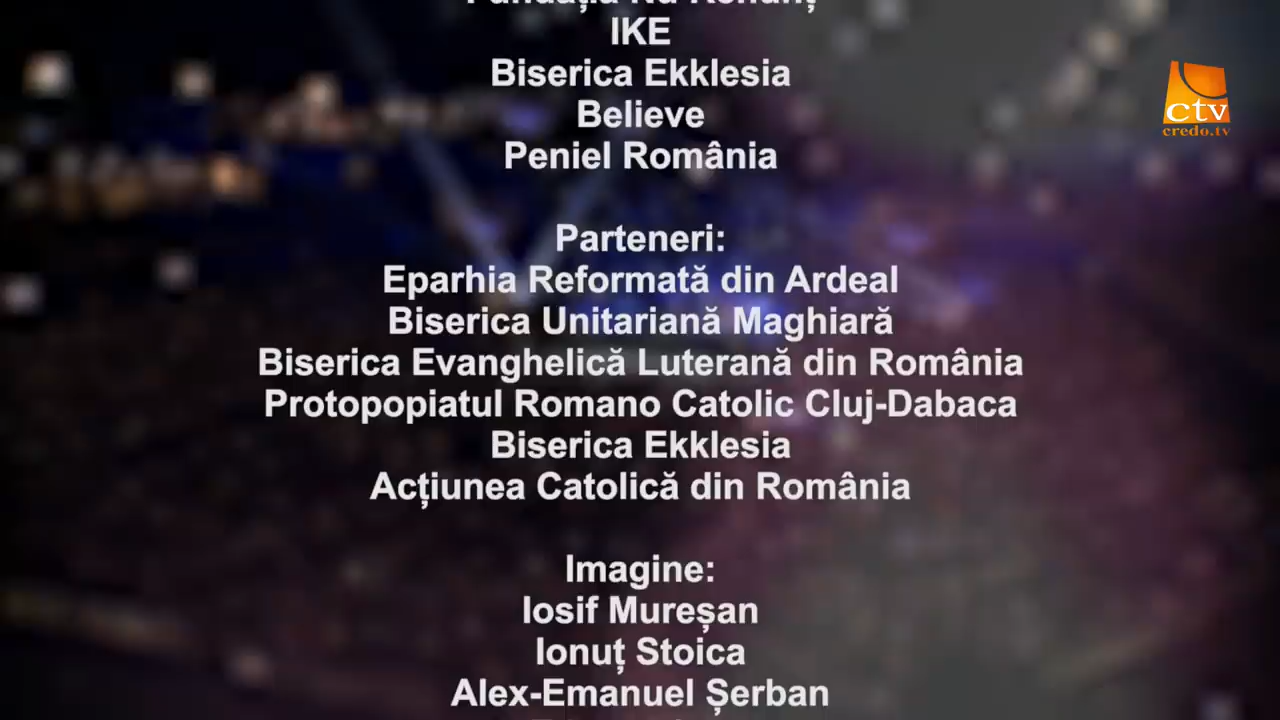 IKE
Biserica Ekklesia
Believe
Peniel România
ctv
credo.tv
Parteneri:
Eparhia Reformată din Ardeal
Biserica Unitariană Maghiară
Biserica Evanghelică Luterană din România
Protopopiatul Romano Catolic Cluj-Dabaca
Biserica Ekklesia
Acțiunea Catolică din România
Imagine:
Iosif Mureșan
Ionuț Stoica
Alex-Emanuel Șerban